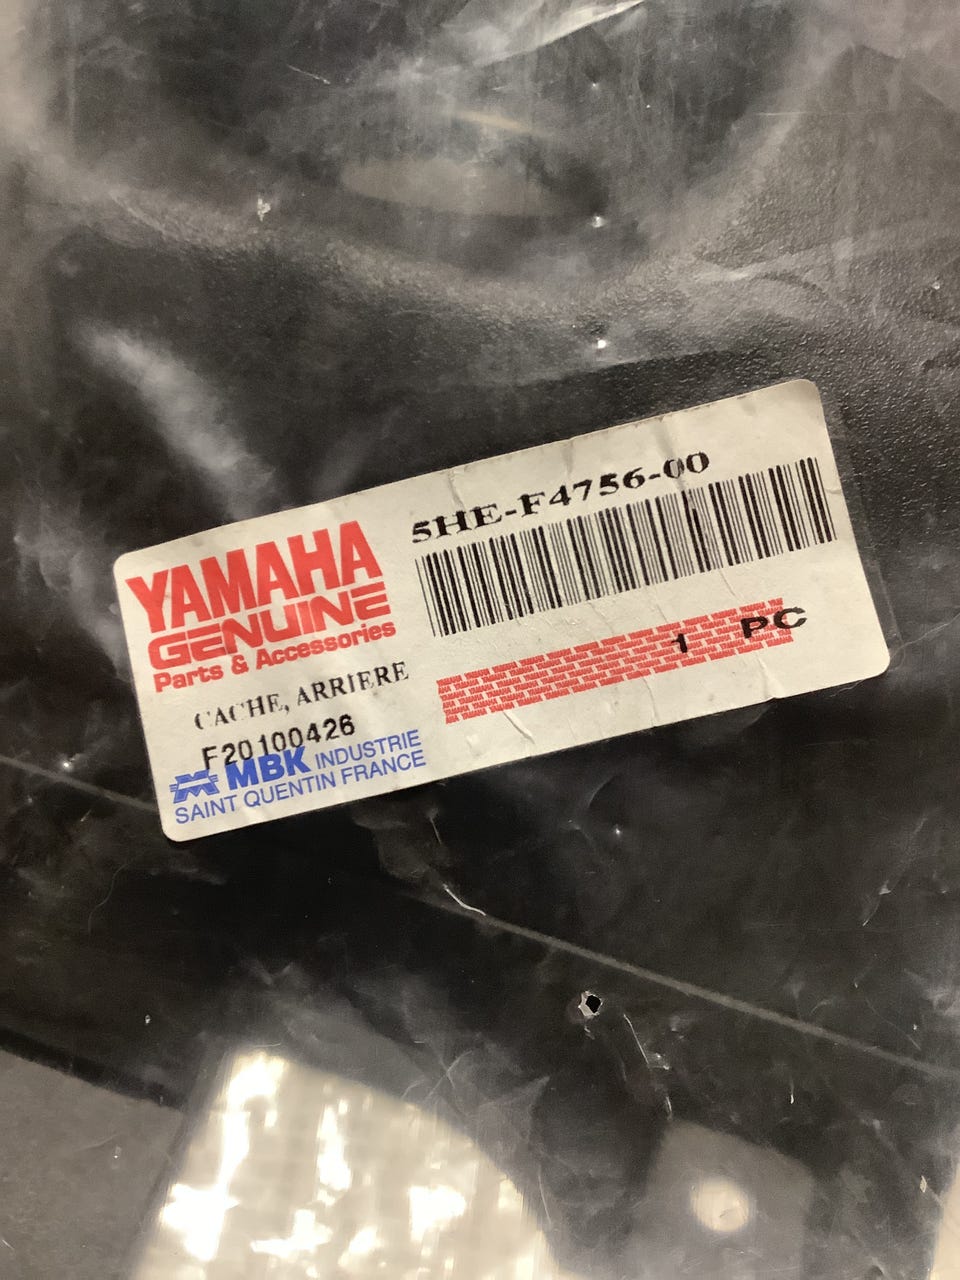 YAMAHA
GENUINE
Parts & Accessories
CACHE, ARRIERE
F20100426
MBK INDUSTRIE
SAINT QUENTIN FRANCE
5HE-F4756-00
1 PC